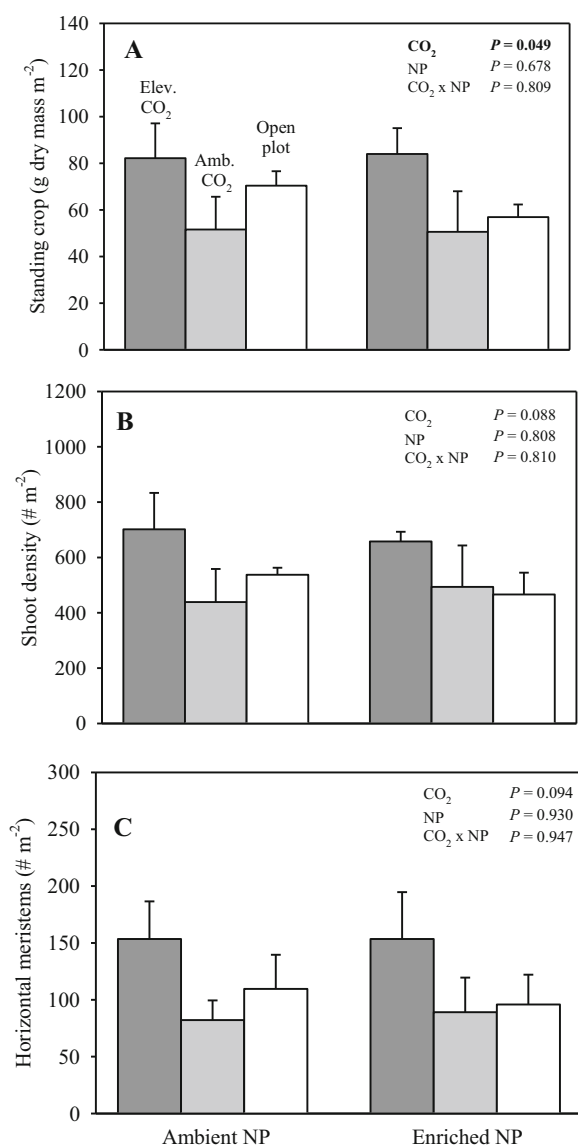 Standing crop (g dry mass m⁻²)
140
120
100
80
60
40
20
0
A
CO₂ P = 0.049
NP P = 0.678
CO₂ x NP P = 0.809
Elev.
CO₂
Amb.
CO₂
Open
plot
Shoot density (# m⁻²)
1200
1000
800
600
400
200
0
B
CO₂ P = 0.088
NP P = 0.808
CO₂ x NP P = 0.810
Horizontal meristems (# m⁻²)
300
250
200
150
100
50
0
C
CO₂ P = 0.094
NP P = 0.930
CO₂ x NP P = 0.947
Ambient NP Enriched NP